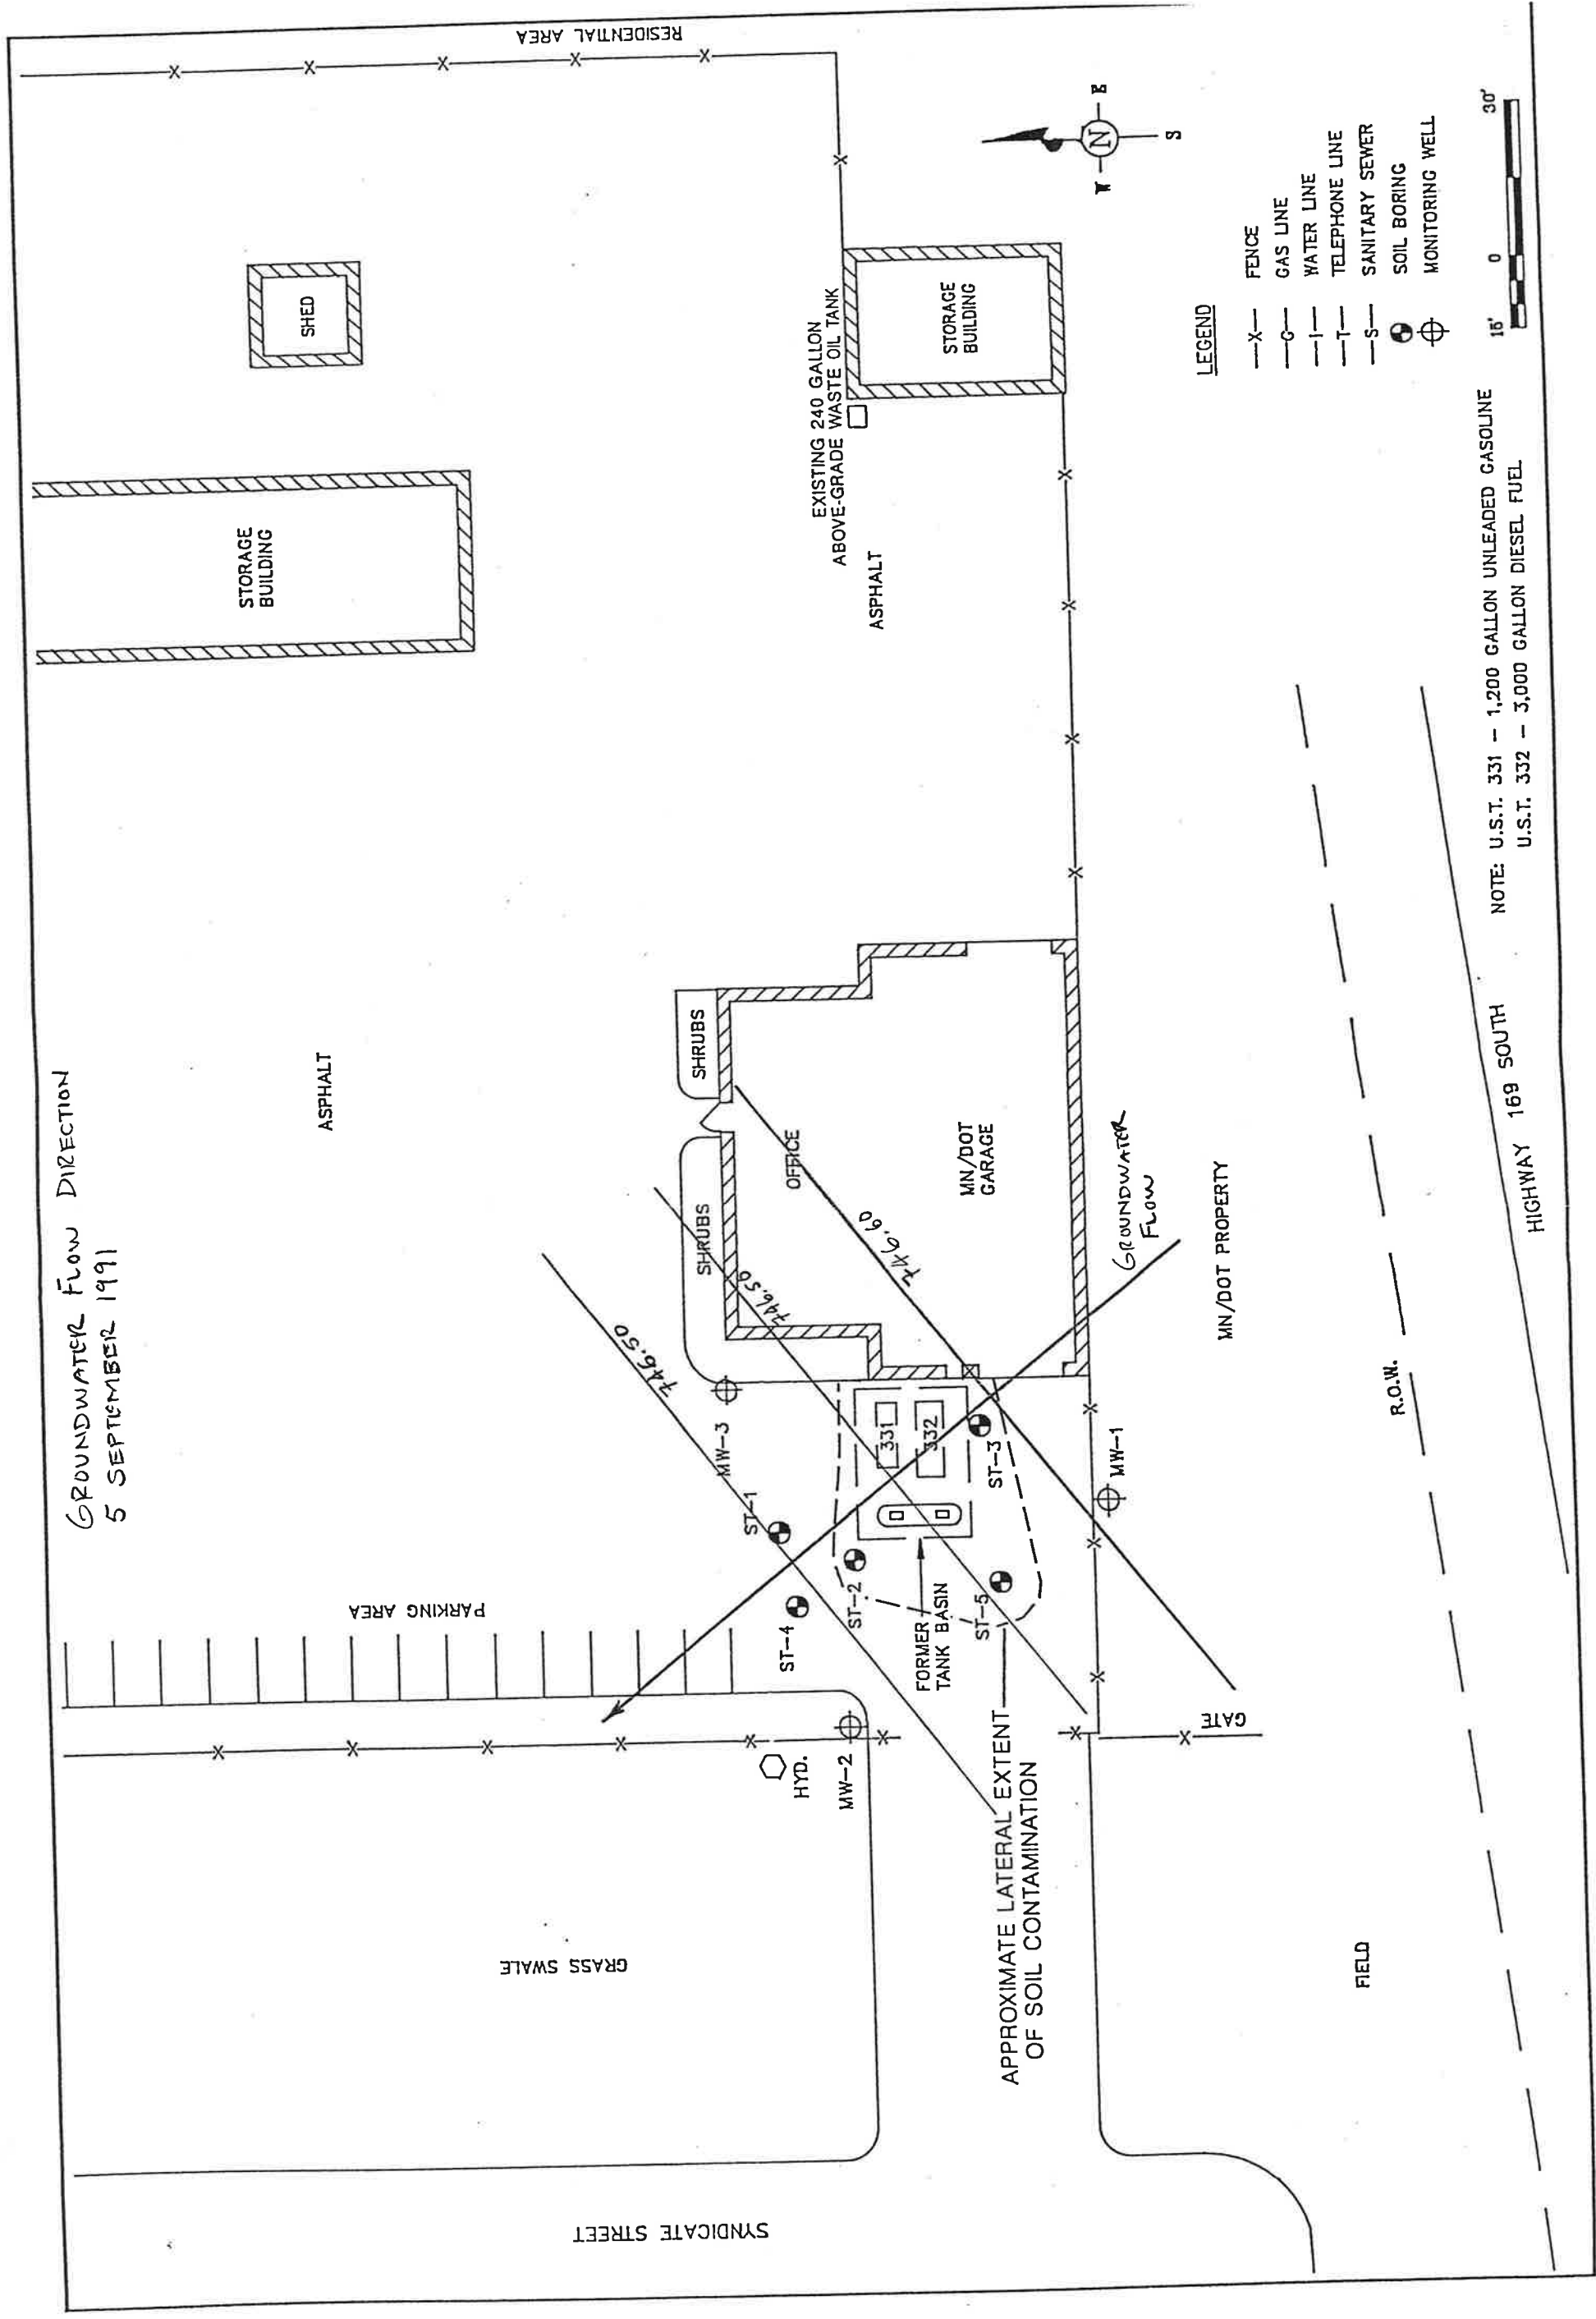 GROUNDWATER FLOW DIRECTION
5 SEPTEMBER 1991
RESIDENTIAL AREA
SHED
STORAGE
BUILDING
ASPHALT
PARKING AREA
GRASS SWALE
SYNDICATE STREET
EXISTING 240 GALLON
ABOVE-GRADE WASTE OIL TANK
ASPHALT
STORAGE
BUILDING
SHRUBS
SHRUBS
OFFICE
MN/DOT
GARAGE
746.50
746.50
746.60
MW-3
ST-1
ST-4
ST-2
331
332
ST-3
ST-5
FORMER
TANK BASIN
HYD.
MW-2
MW-1
GATE
GROUNDWATER
FLOW
APPROXIMATE LATERAL EXTENT
OF SOIL CONTAMINATION
MN/DOT PROPERTY
FIELD
R.O.W.
HIGHWAY 169 SOUTH
N
W
E
S
LEGEND
—X— FENCE
—G— GAS LINE
—I— WATER LINE
—T— TELEPHONE LINE
—S— SANITARY SEWER
SOIL BORING
MONITORING WELL
15' 0 30'
NOTE: U.S.T. 331 - 1,200 GALLON UNLEADED GASOLINE
U.S.T. 332 - 3,000 GALLON DIESEL FUEL